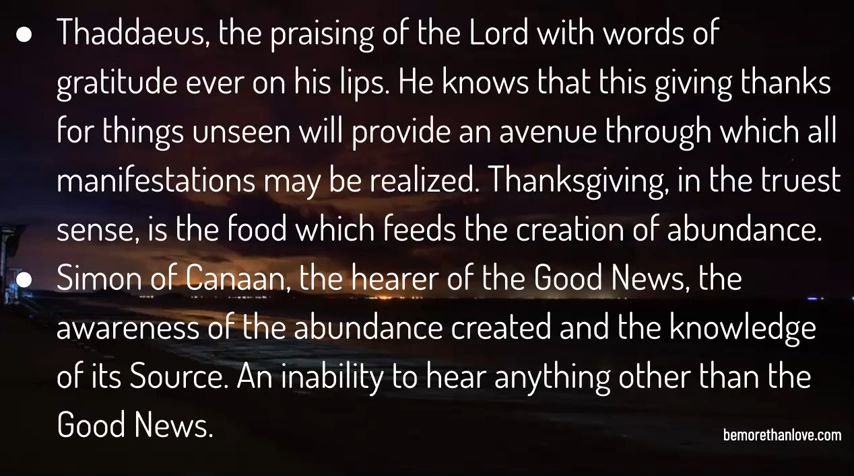 ● Thaddaeus, the praising of the Lord with words of
gratitude ever on his lips. He knows that this giving thanks
for things unseen will provide an avenue through which all
manifestations may be realized. Thanksgiving, in the truest
sense, is the food which feeds the creation of abundance.
● Simon of Canaan, the hearer of the Good News, the
awareness of the abundance created and the knowledge
of its Source. An inability to hear anything other than the
Good News.
bemorethanlove.com